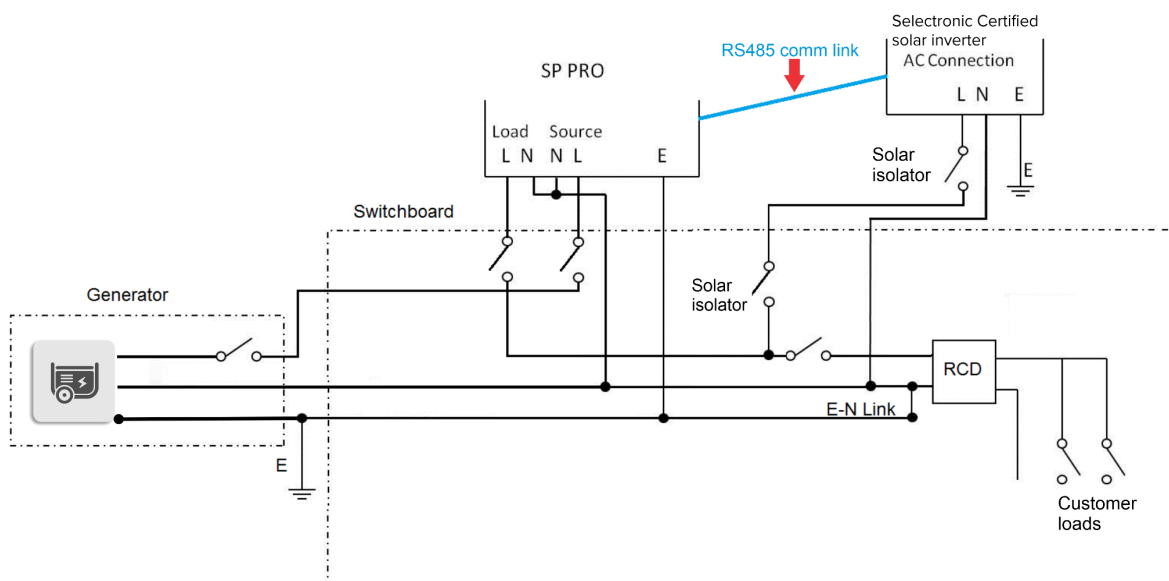 Selectronic Certified
solar inverter
AC Connection
L N E
RS485 comm link
SP PRO
Load Source
L N N L E
Solar
isolator
E
Switchboard
Solar
isolator
Generator
RCD
E-N Link
E
Customer
loads